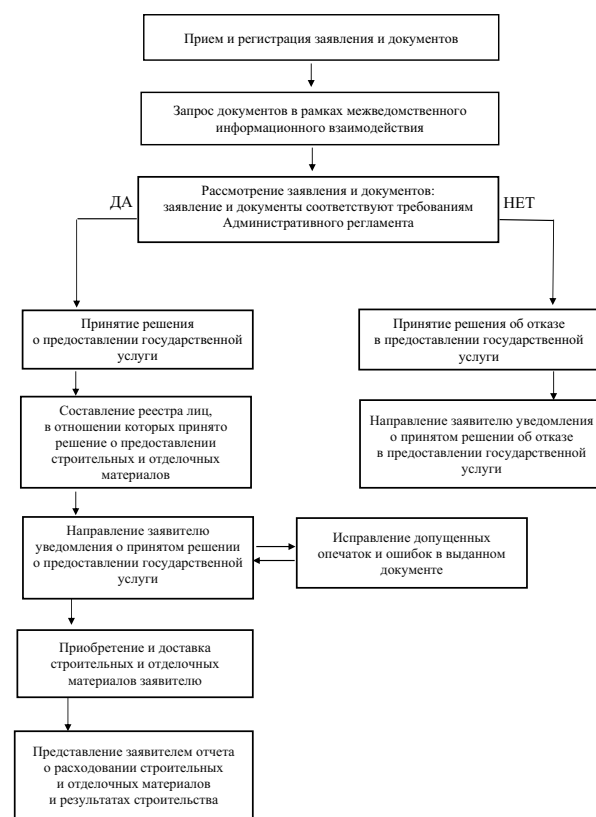 Прием и регистрация заявления и документов
Запрос документов в рамках межведомственного
информационного взаимодействия
Рассмотрение заявления и документов:
заявление и документы соответствуют требованиям
Административного регламента
ДА
НЕТ
Принятие решения
о предоставлении государственной
услуги
Принятие решения об отказе
в предоставлении государственной
услуги
Составление реестра лиц,
в отношении которых принято
решение о предоставлении
строительных и отделочных
материалов
Направление заявителю уведомления
о принятом решении об отказе
в предоставлении государственной
услуги
Направление заявителю
уведомления о принятом решении
о предоставлении государственной
услуги
Исправление допущенных
опечаток и ошибок в выданном
документе
Приобретение и доставка
строительных и отделочных
материалов заявителю
Представление заявителем отчета
о расходовании строительных
и отделочных материалов
и результатах строительства